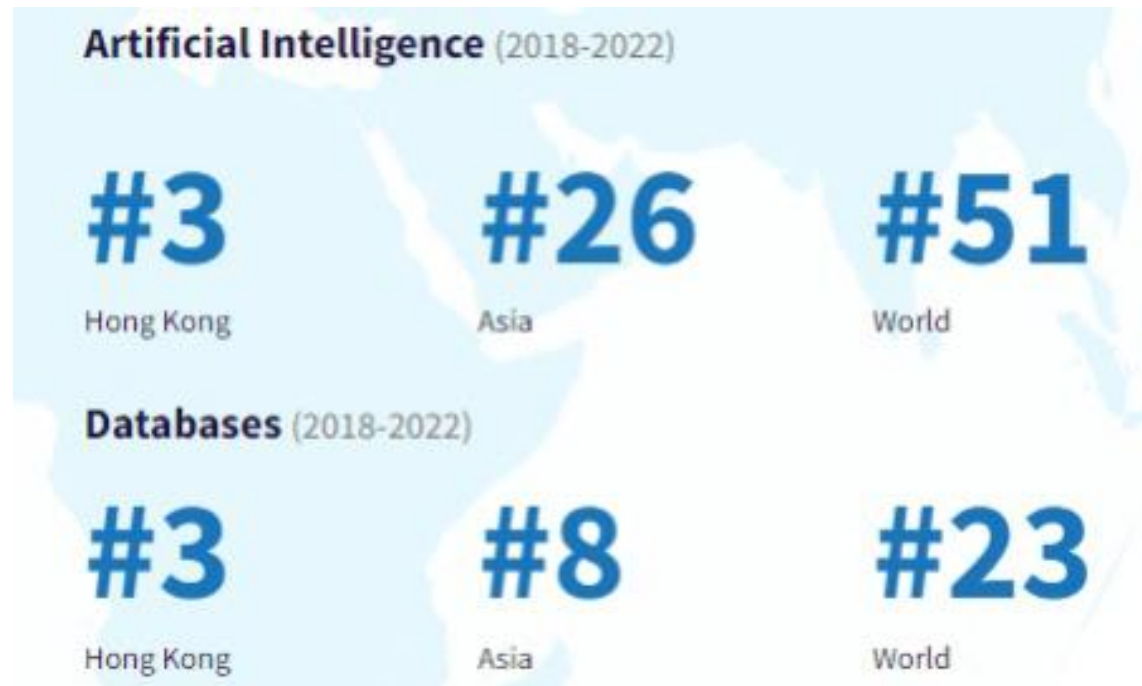 Artificial Intelligence (2018-2022)
#3 #26 #51
Hong Kong Asia World
Databases (2018-2022)
#3 #8 #23
Hong Kong Asia World